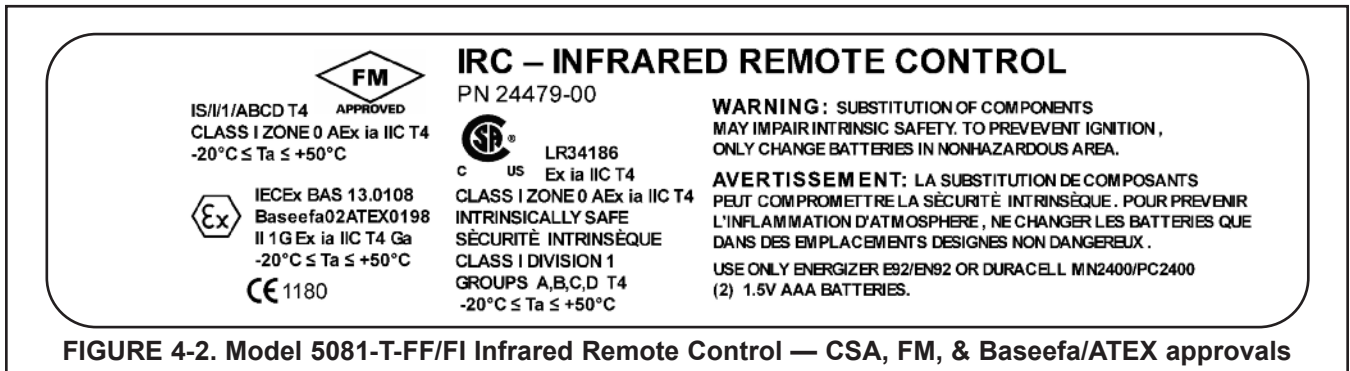 IRC – INFRARED REMOTE CONTROL
PN 24479-00
FM
APPROVED
IS/I/1/ABCD T4
CLASS I ZONE 0 AEx ia IIC T4
-20°C ≤ Ta ≤ +50°C
Ex
IECEx BAS 13.0108
Baseefa02ATEX0198
II 1G Ex ia IIC T4 Ga
-20°C ≤ Ta ≤ +50°C
CE 1180
SA ®
C US
LR34186
Ex ia IIC T4
CLASS I ZONE 0 AEx ia IIC T4
INTRINSICALLY SAFE
SÈCURITÈ INTRINSÈQUE
CLASS I DIVISION 1
GROUPS A,B,C,D T4
-20°C ≤ Ta ≤ +50°C
WARNING: SUBSTITUTION OF COMPONENTS
MAY IMPAIR INTRINSIC SAFETY. TO PREVEVENT IGNITION,
ONLY CHANGE BATTERIES IN NONHAZARDOUS AREA.
AVERTISSEMENT: LA SUBSTITUTION DE COMPOSANTS
PEUT COMPROMETTRE LA SÈCURITÈ INTRINSÈQUE. POUR PREVENIR
L'INFLAMMATION D'ATMOSPHERE, NE CHANGER LES BATTERIES QUE
DANS DES EMPLACEMENTS DESIGNES NON DANGEREUX.
USE ONLY ENERGIZER E92/EN92 OR DURACELL MN2400/PC2400
(2) 1.5V AAA BATTERIES.
FIGURE 4-2. Model 5081-T-FF/FI Infrared Remote Control — CSA, FM, & Baseefa/ATEX approvals